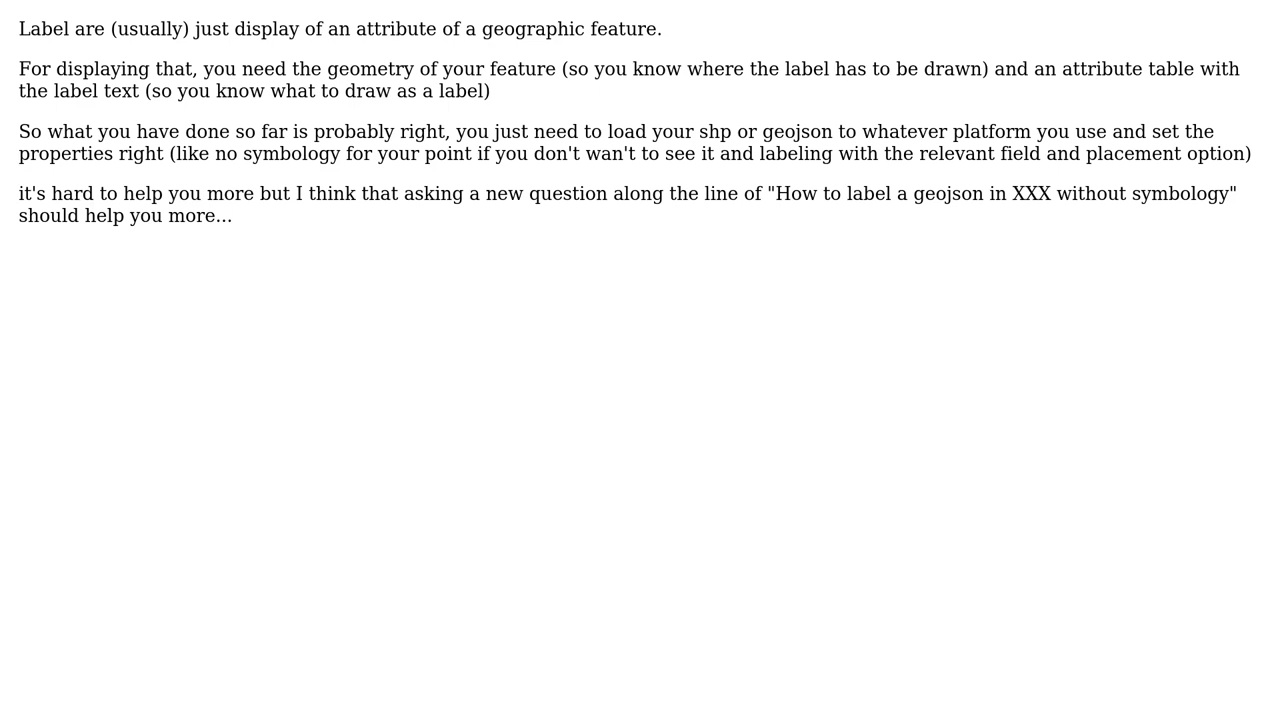 Label are (usually) just display of an attribute of a geographic feature.
For displaying that, you need the geometry of your feature (so you know where the label has to be drawn) and an attribute table with
the label text (so you know what to draw as a label)
So what you have done so far is probably right, you just need to load your shp or geojson to whatever platform you use and set the
properties right (like no symbology for your point if you don't wan't to see it and labeling with the relevant field and placement option)
it's hard to help you more but I think that asking a new question along the line of "How to label a geojson in XXX without symbology"
should help you more...